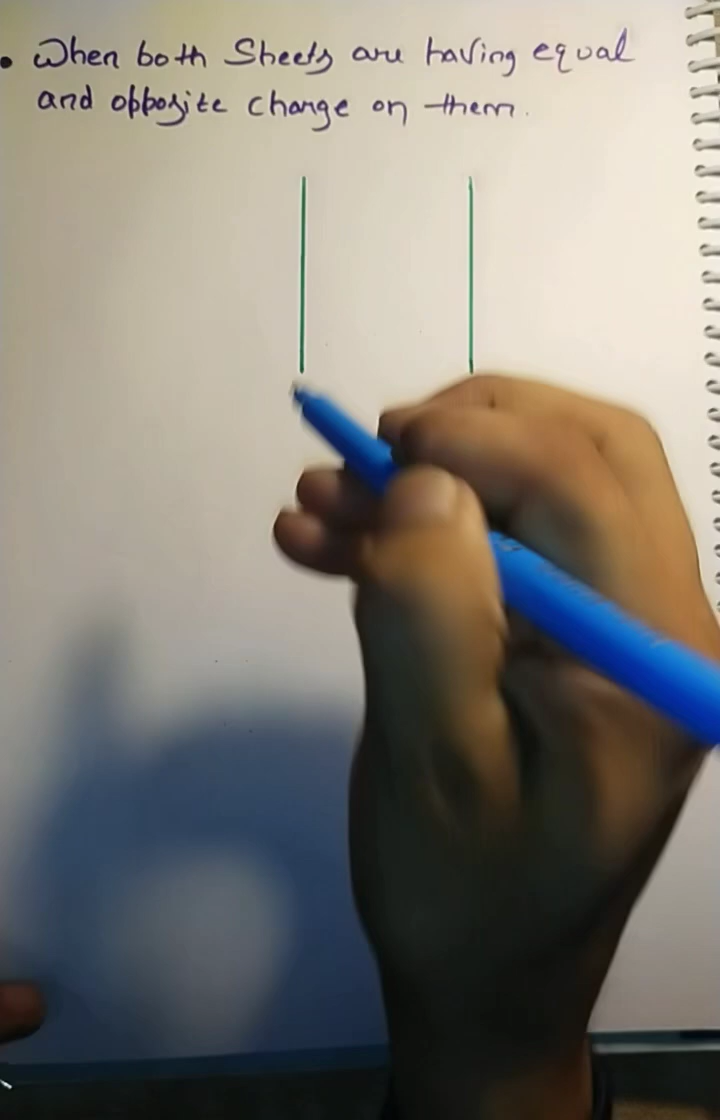 • When both Sheets are having equal
and opposite charge on them.